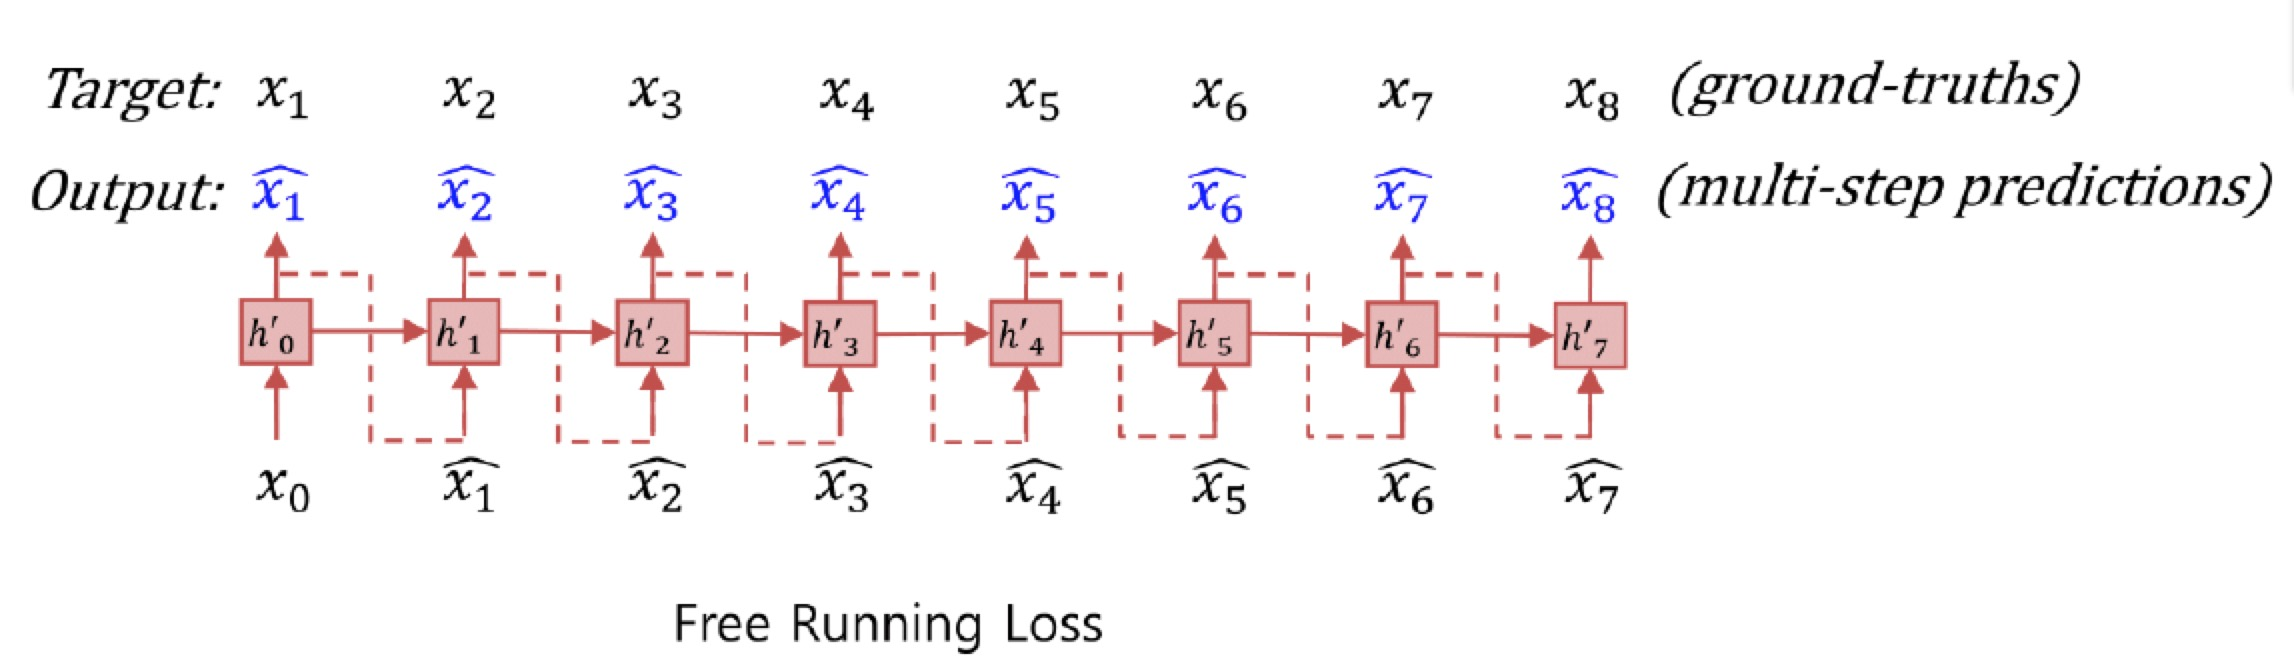 Target: x₁ x₂ x₃ x₄ x₅ x₆ x₇ x₈ (ground-truths)
Output: x̂₁ x̂₂ x̂₃ x̂₄ x̂₅ x̂₆ x̂₇ x̂₈ (multi-step predictions)
h'₀ h'₁ h'₂ h'₃ h'₄ h'₅ h'₆ h'₇
x₀ x̂₁ x̂₂ x̂₃ x̂₄ x̂₅ x̂₆ x̂₇
Free Running Loss